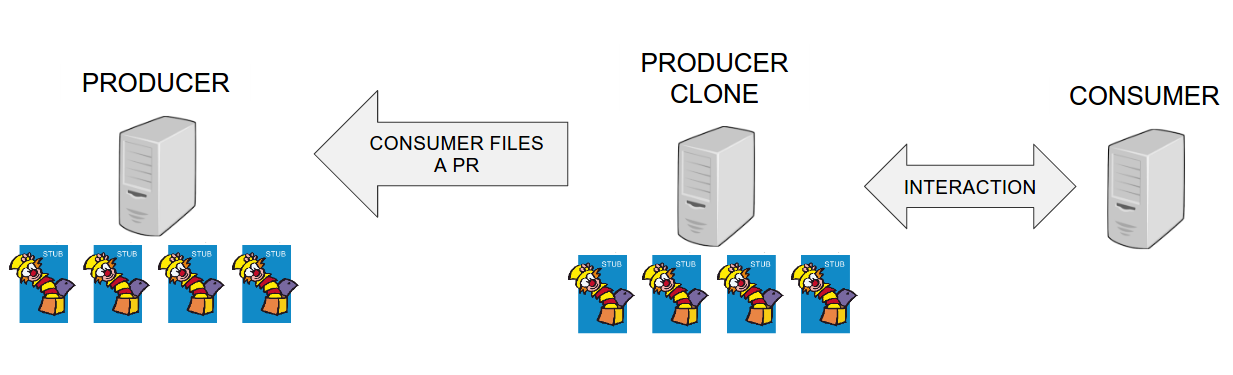 PRODUCER
CONSUMER FILES
A PR
PRODUCER
CLONE
INTERACTION
CONSUMER
STUB
STUB
STUB
STUB
STUB
STUB
STUB
STUB